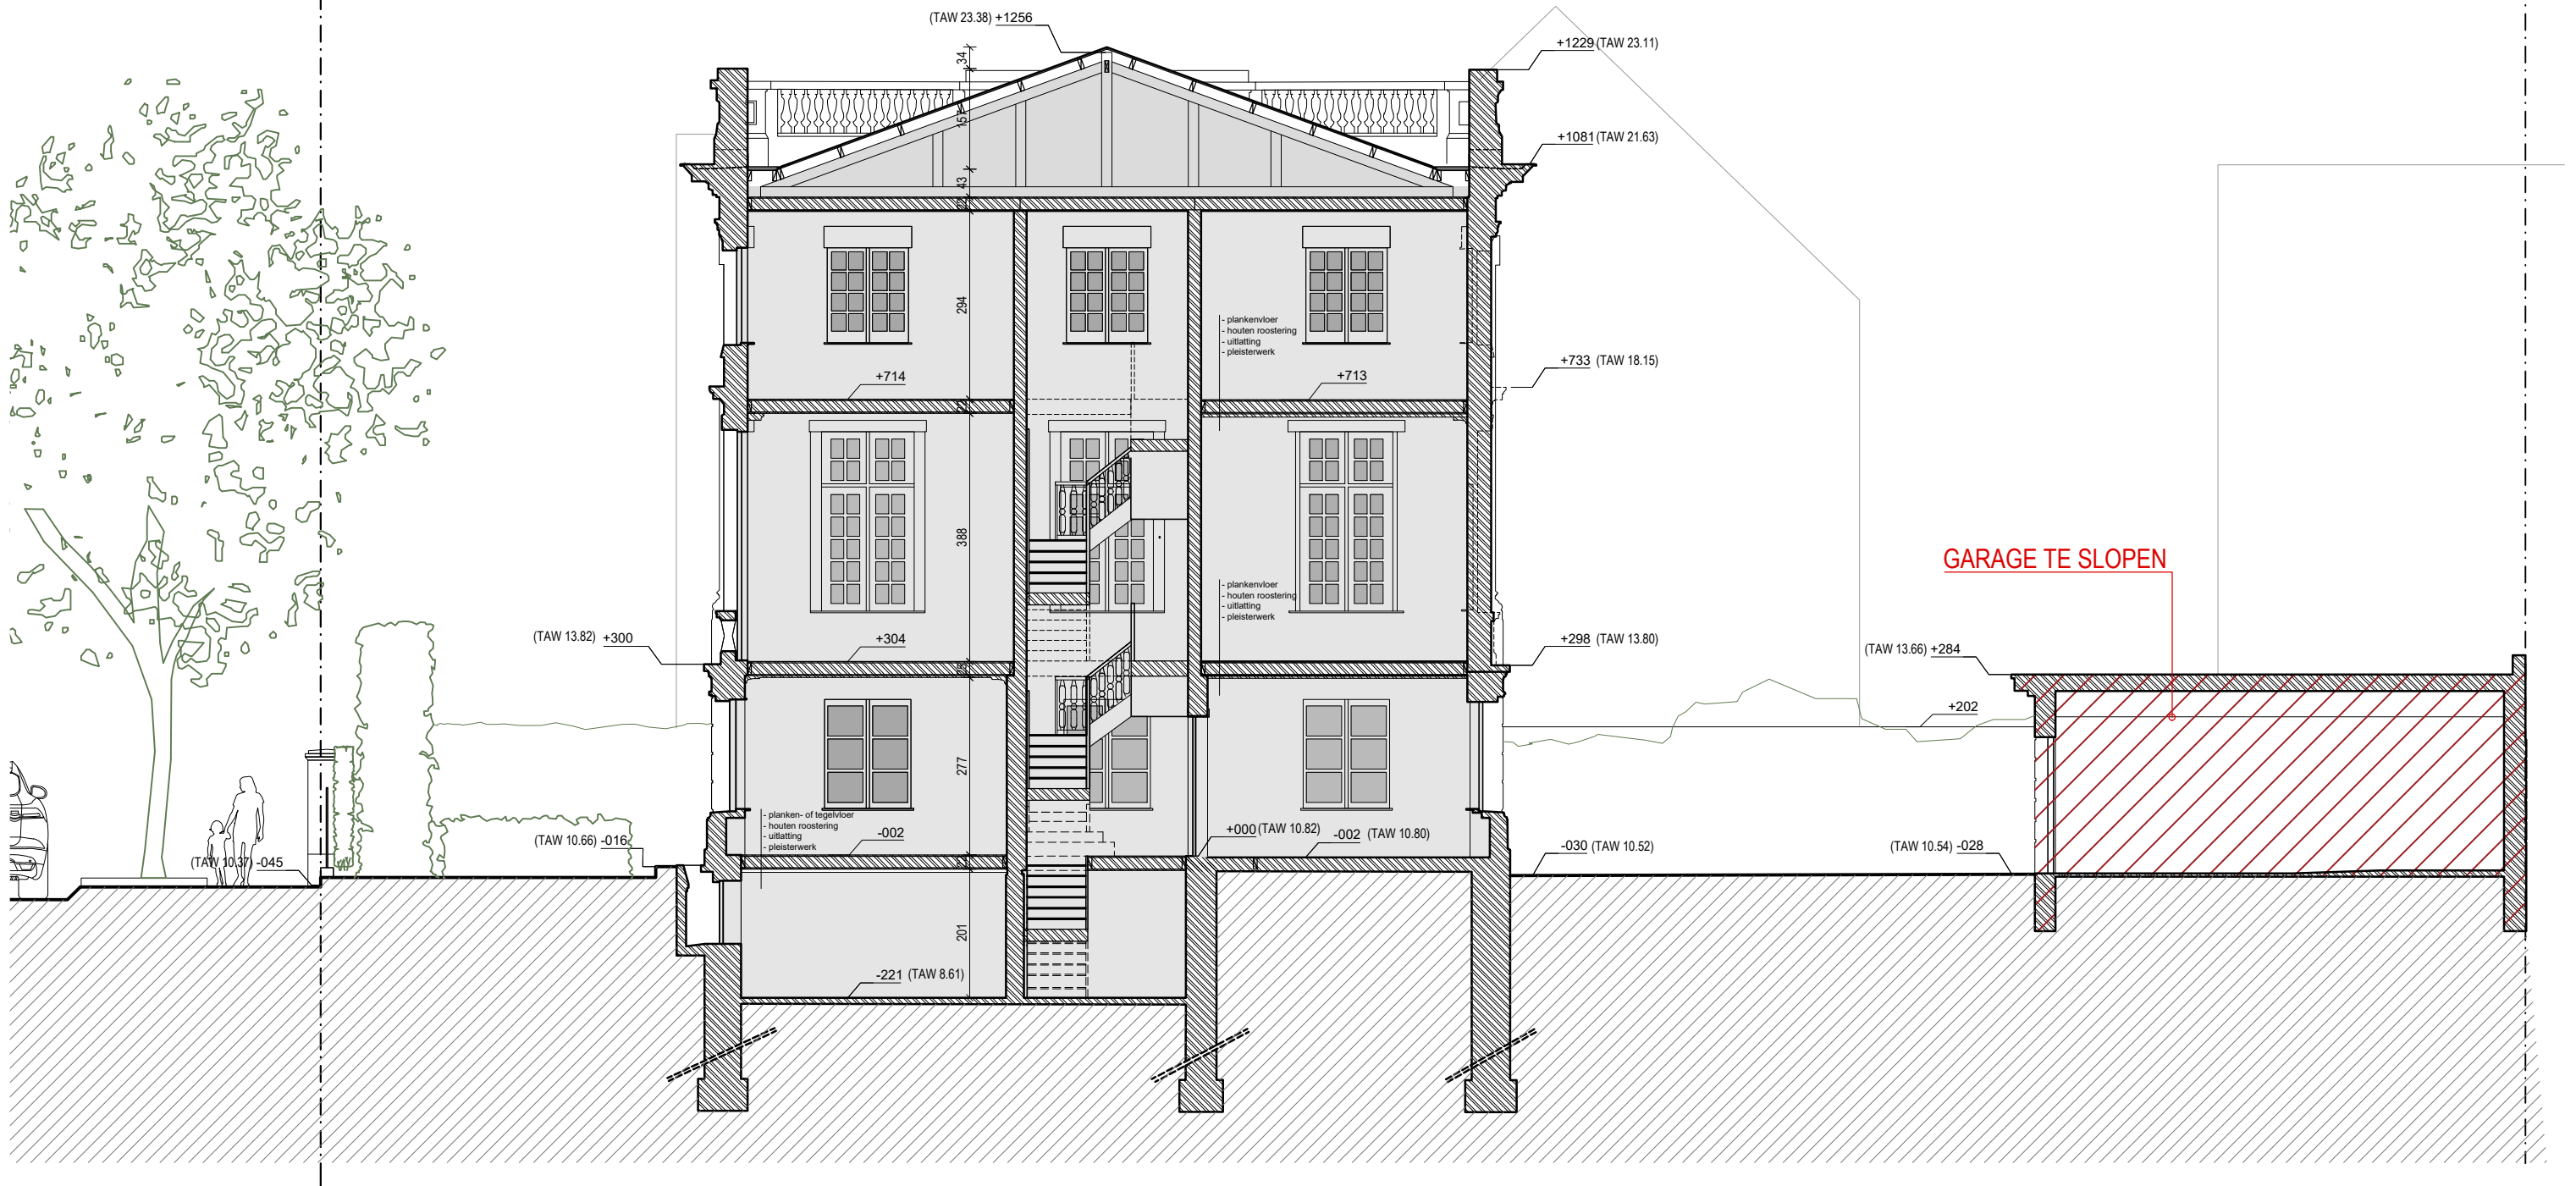 (TAW 23.38) +1256
+1229 (TAW 23.11)
34
157
+1081 (TAW 21.63)
43
22
294
- plankenvloer
- houten roostering
- uitlatting
- pleisterwerk
+733 (TAW 18.15)
+714
+713
22
388
GARAGE TE SLOPEN
- plankenvloer
- houten roostering
- uitlatting
- pleisterwerk
(TAW 13.82) +300
+304
+298 (TAW 13.80)
(TAW 13.66) +284
+202
277
- planken- of tegelvloer
- houten roostering
- uitlatting
- pleisterwerk
(TAW 10.66) -016
-002
+000 (TAW 10.82)
-002 (TAW 10.80)
-030 (TAW 10.52)
(TAW 10.54) -028
(TAW 10.37) -045
22
201
-221 (TAW 8.61)